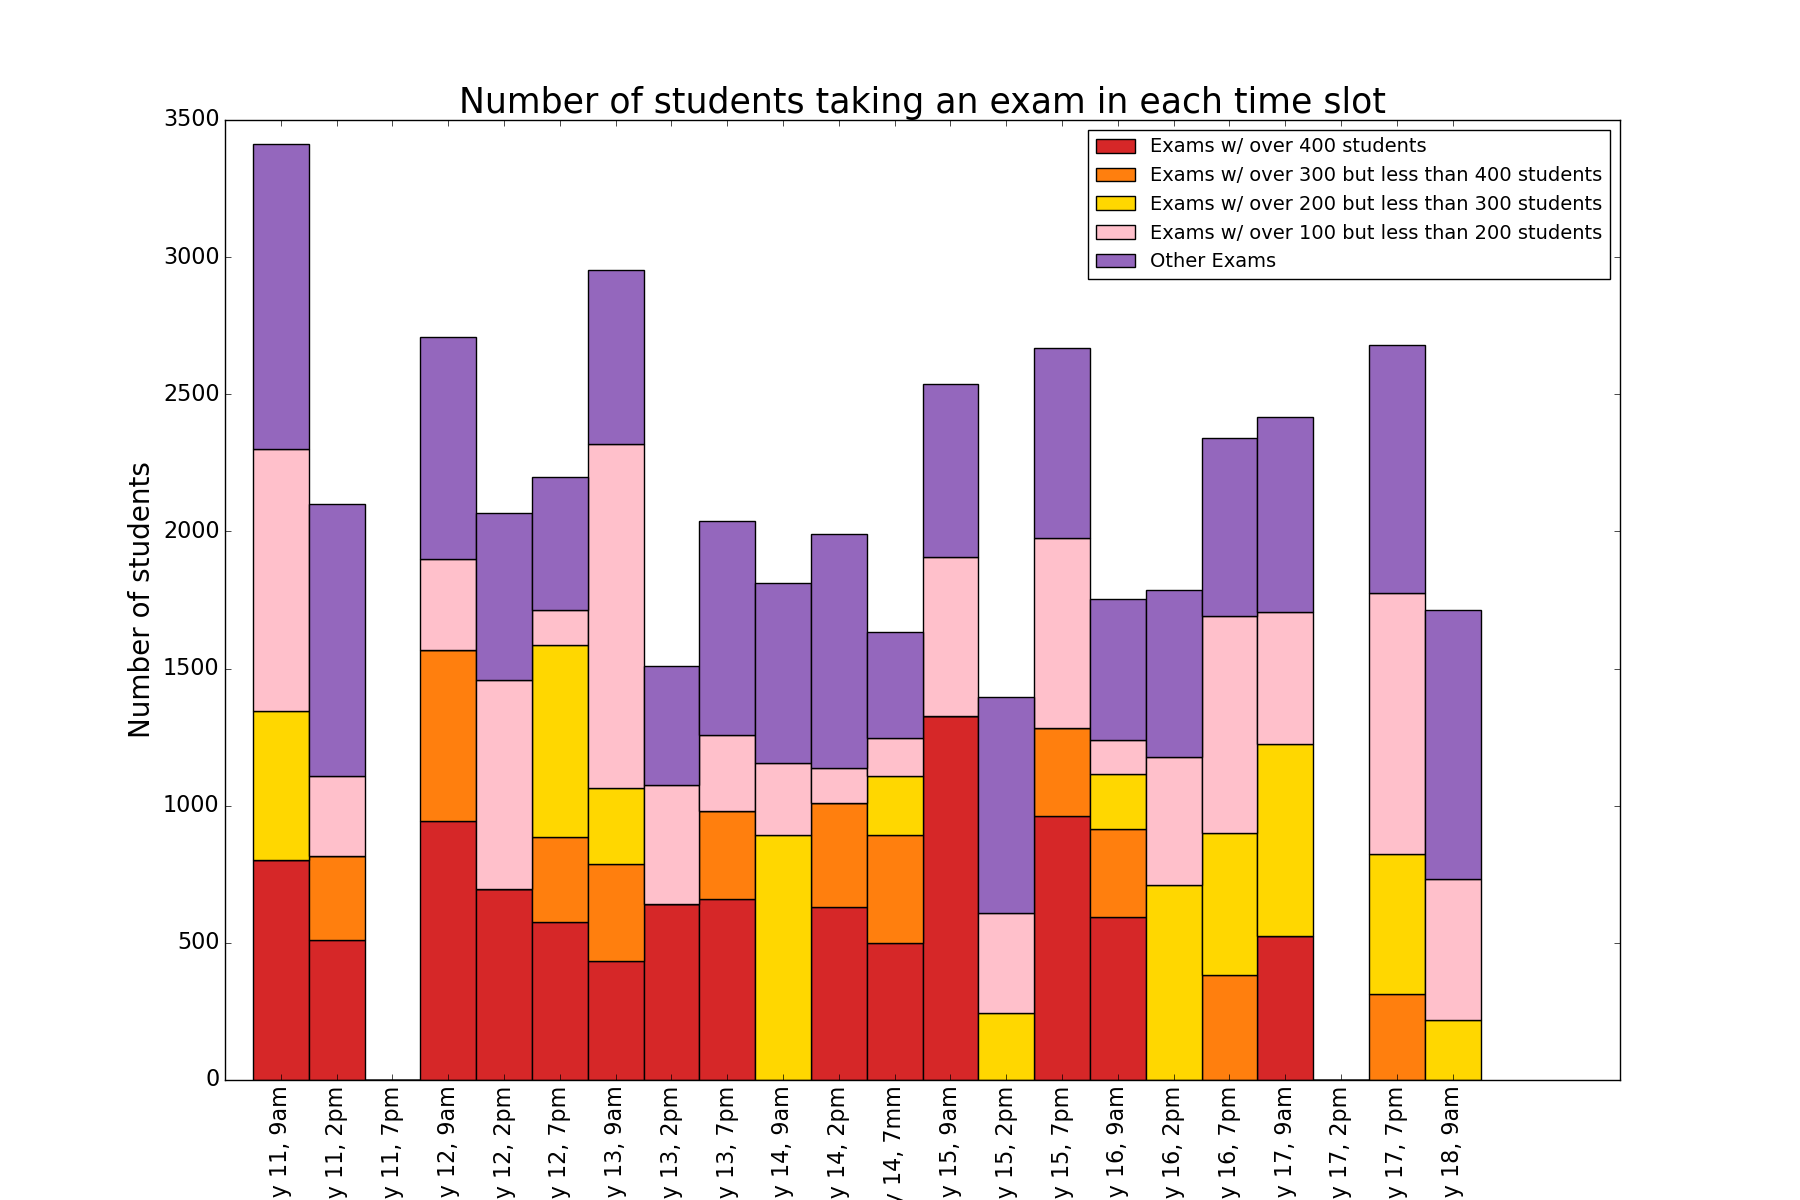 Number of students taking an exam in each time slot
Exams w/ over 400 students
Exams w/ over 300 but less than 400 students
Exams w/ over 200 but less than 300 students
Exams w/ over 100 but less than 200 students
Other Exams
Number of students
3500
3000
2500
2000
1500
1000
500
0
y 11, 9am
y 11, 2pm
y 11, 7pm
y 12, 9am
y 12, 2pm
y 12, 7pm
y 13, 9am
y 13, 2pm
y 13, 7pm
y 14, 9am
y 14, 2pm
y 14, 7mm
y 15, 9am
y 15, 2pm
y 15, 7pm
y 16, 9am
y 16, 2pm
y 16, 7pm
y 17, 9am
y 17, 2pm
y 17, 7pm
y 18, 9am